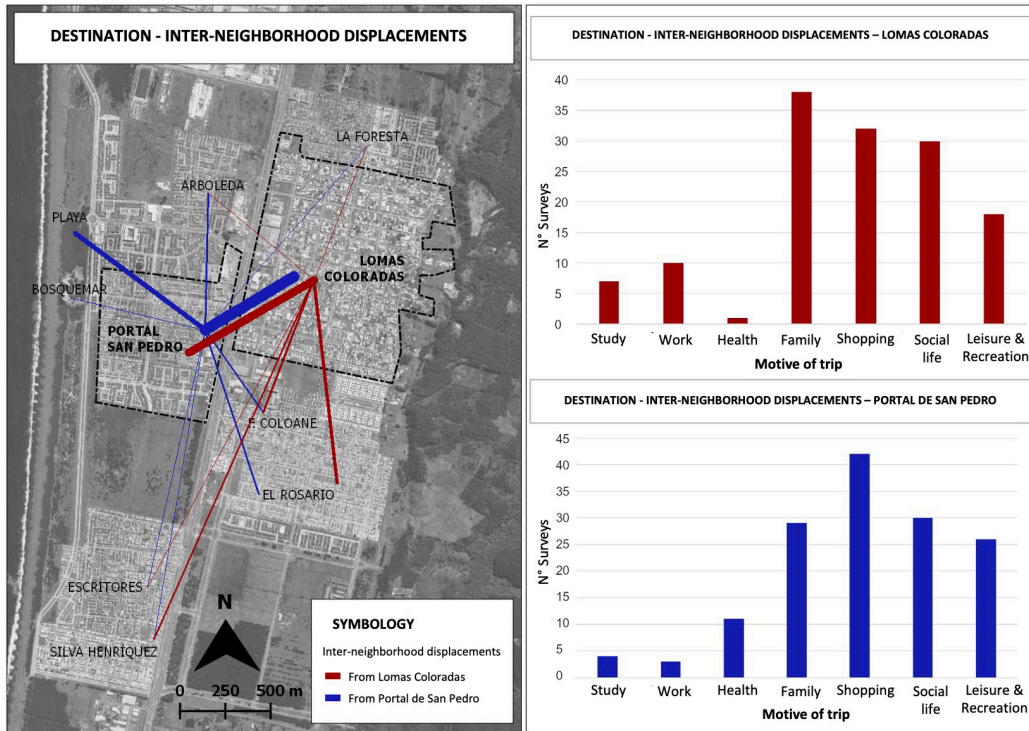 DESTINATION - INTER-NEIGHBORHOOD DISPLACEMENTS
LA FORESTA
ARBOLEDA
PLAYA
LOMAS
COLORADAS
BOSQUEMAR
PORTAL
SAN PEDRO
F. COLOANE
EL ROSARIO
ESCRITORES
SILVA HENRÍQUEZ
N
0 250 500 m
SYMBOLOGY
Inter-neighborhood displacements
From Lomas Coloradas
From Portal de San Pedro
DESTINATION - INTER-NEIGHBORHOOD DISPLACEMENTS – LOMAS COLORADAS
40
35
30
25
20
15
10
5
0
N° Surveys
Study Work Health Family Shopping Social life Leisure & Recreation
Motive of trip
DESTINATION - INTER-NEIGHBORHOOD DISPLACEMENTS – PORTAL DE SAN PEDRO
45
40
35
30
25
20
15
10
5
0
N° Surveys
Study Work Health Family Shopping Social Life Leisure & Recreation
Motive of trip